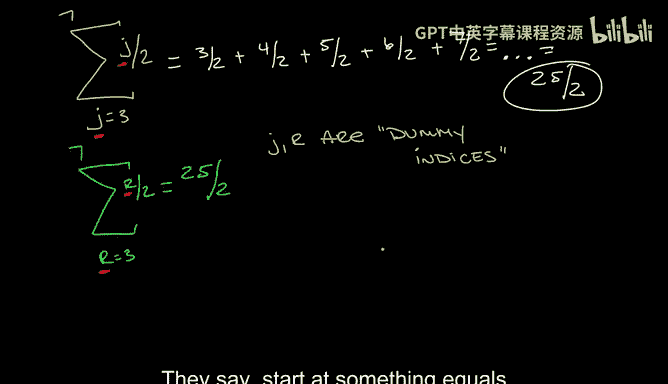 GPT中英字幕课程资源 bilibili
7
∑ j/2 = 3/2 + 4/2 + 5/2 + 6/2 + 7/2 = ... = 25/2
j=3
j, R ARE "DUMMY
INDICES"
7
∑ R/2 = 25/2
R=3
They say, start at something equals